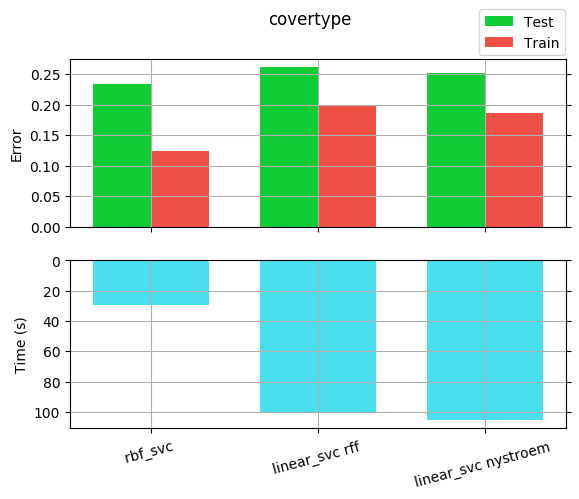 covertype
Test
Train
0.25
0.20
0.15
0.10
0.05
0.00
Error
0
20
40
60
80
100
Time (s)
rbf_svc
linear_svc rff
linear_svc nystroem